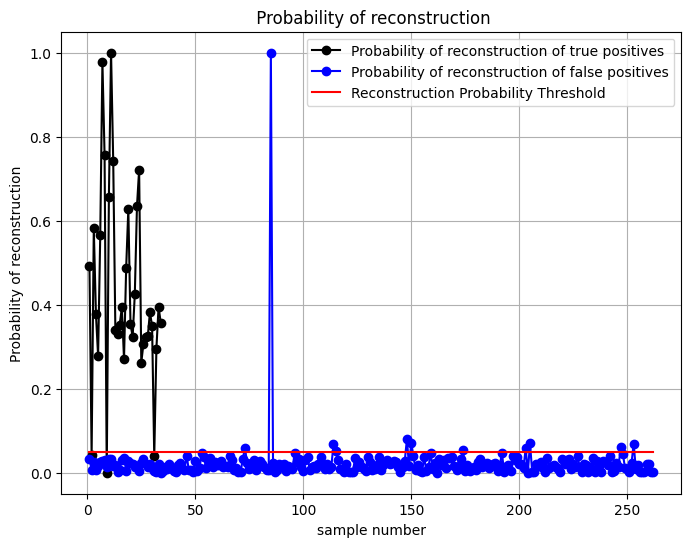 Probability of reconstruction
Probability of reconstruction of true positives
Probability of reconstruction of false positives
Reconstruction Probability Threshold
Probability of reconstruction
1.0
0.8
0.6
0.4
0.2
0.0
0 50 100 150 200 250
sample number